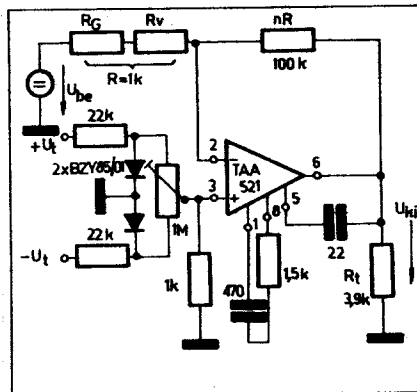 RG Rv nR
R=1k 100k
Ube
22k
+Ut
2xBZY85/D1
2 −
TAA
521
6
3 +
1 8 5
1M
22k
-Ut
1k
470
1,5k
22
Rt
3,9k
Uki